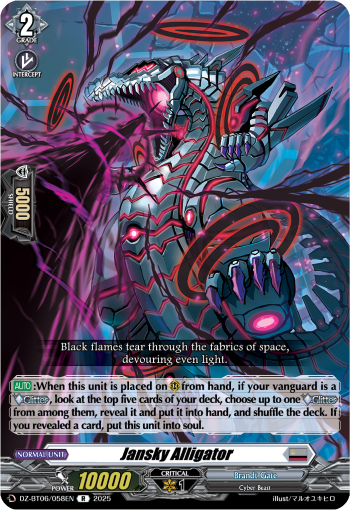 2
GRADE
INTERCEPT
5000
SHIELD
Black flames tear through the fabrics of space,
devouring even light.
AUTO:When this unit is placed on R from hand, if your vanguard is a
Glitter, look at the top five cards of your deck, choose up to one Glitter
from among them, reveal it and put it into hand, and shuffle the deck. If
you revealed a card, put this unit into soul.
NORMAL UNIT
Jansky Alligator
POWER 10000
CRITICAL
1
Brandt Gate
Cyber Beast
DZ-BT06/058EN R 2025
illust/マルオユキヒロ